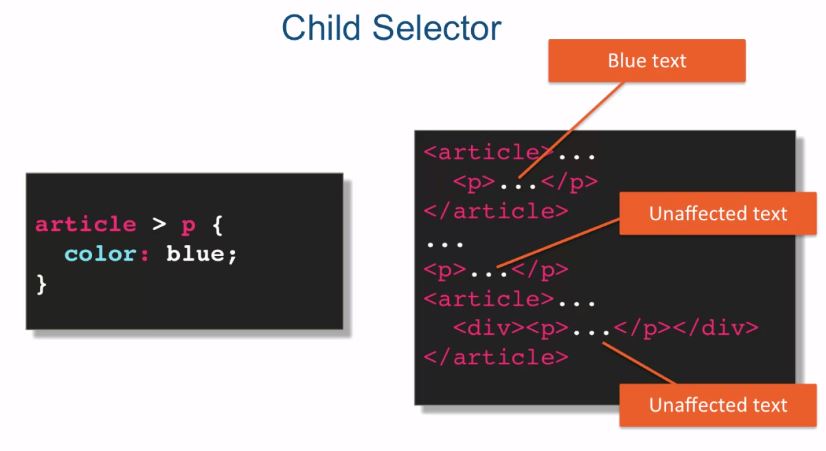 Child Selector
Blue text
article > p {
  color: blue;
}
<article>...
  <p>...</p>
</article>
Unaffected text
...
<p>...</p>
<article>...
  <div><p>...</p></div>
</article>
Unaffected text